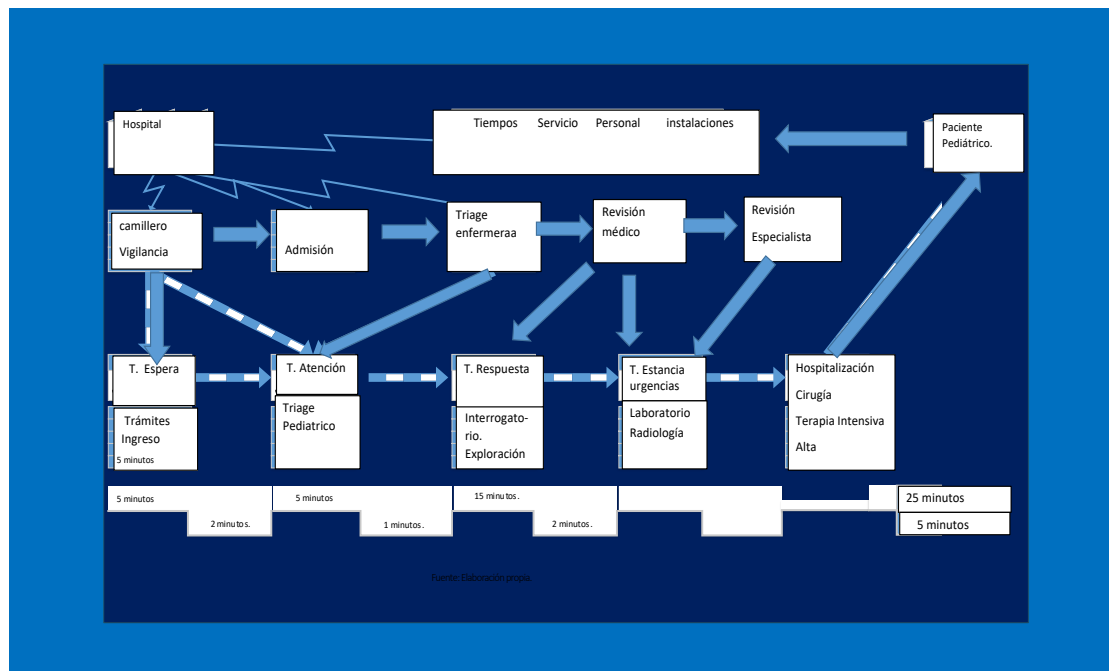 Hospital
Tiempos Servicio Personal instalaciones
Paciente
Pediátrico.
camillero
Vigilancia
Admisión
Triage
enfermeraa
Revisión
médico
Revisión
Especialista
T. Espera
T. Atención
T. Respuesta
T. Estancia
urgencias
Hospitalización
Cirugía
Terapia Intensiva
Alta
Trámites
Ingreso
5 minutos
Triage
Pediatrico
Interrogato-
rio.
Exploración
Laboratorio
Radiología
5 minutos
5 minutos
15 minutos.
25 minutos
2 minutos.
1 minutos.
2 minutos.
5 minutos
Fuente: Elaboración propia.